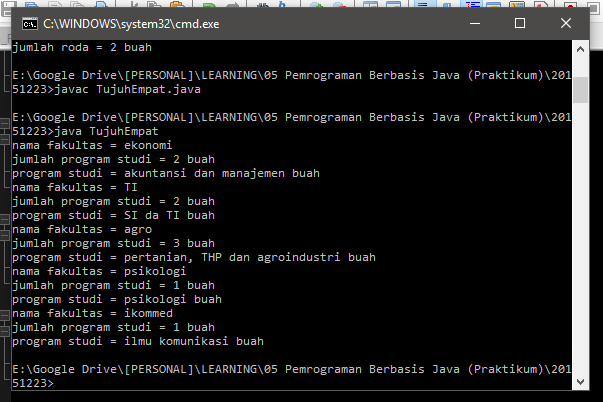 C:\WINDOWS\system32\cmd.exe
jumlah roda = 2 buah
E:\Google Drive\[PERSONAL]\LEARNING\05 Pemrograman Berbasis Java (Praktikum)\201
51223>javac TujuhEmpat.java
E:\Google Drive\[PERSONAL]\LEARNING\05 Pemrograman Berbasis Java (Praktikum)\201
51223>java TujuhEmpat
nama fakultas = ekonomi
jumlah program studi = 2 buah
program studi = akuntansi dan manajemen buah
nama fakultas = TI
jumlah program studi = 2 buah
program studi = SI da TI buah
nama fakultas = agro
jumlah program studi = 3 buah
program studi = pertanian, THP dan agroindustri buah
nama fakultas = psikologi
jumlah program studi = 1 buah
program studi = psikologi buah
nama fakultas = ikommed
jumlah program studi = 1 buah
program studi = ilmu komunikasi buah
E:\Google Drive\[PERSONAL]\LEARNING\05 Pemrograman Berbasis Java (Praktikum)\201
51223>